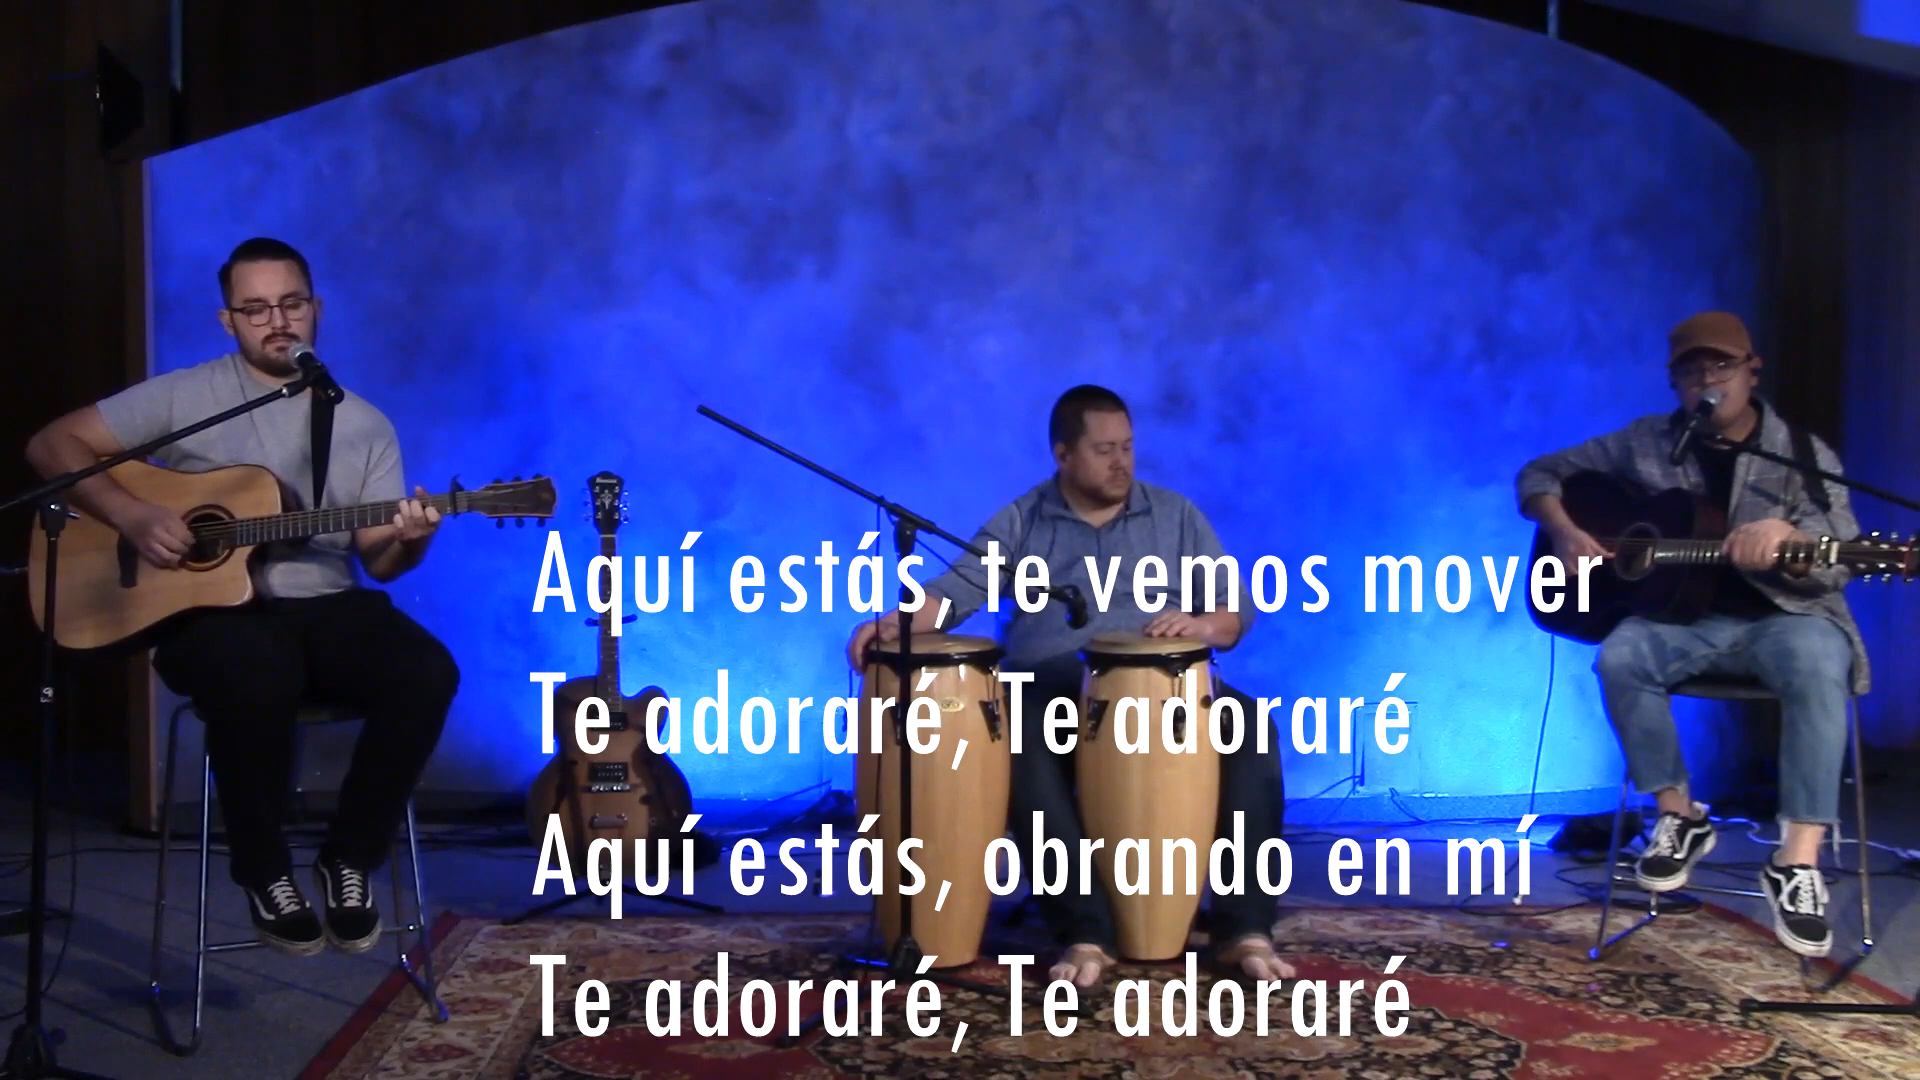 Aquí estás, te vemos mover
Te adoraré, Te adoraré
Aquí estás, obrando en mí
Te adoraré, Te adoraré